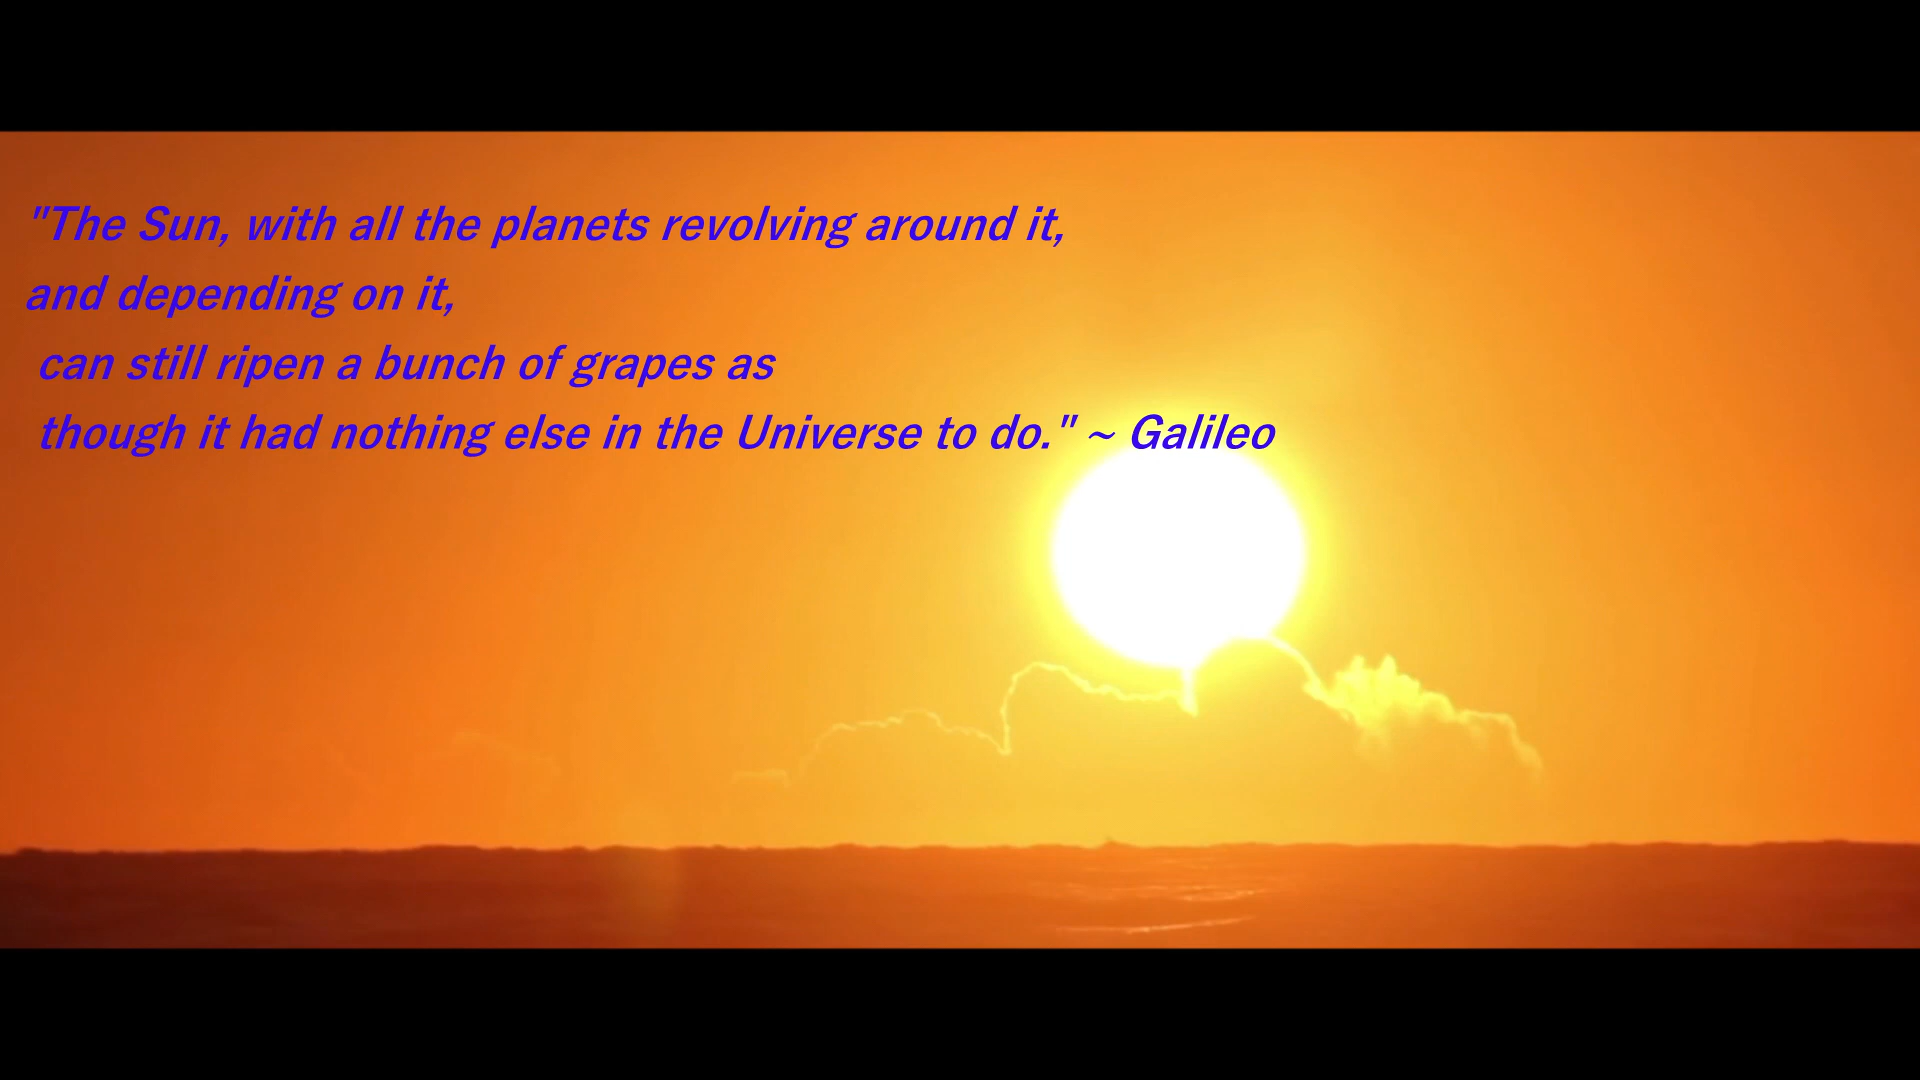 "The Sun, with all the planets revolving around it,
and depending on it,
can still ripen a bunch of grapes as
though it had nothing else in the Universe to do." ~ Galileo